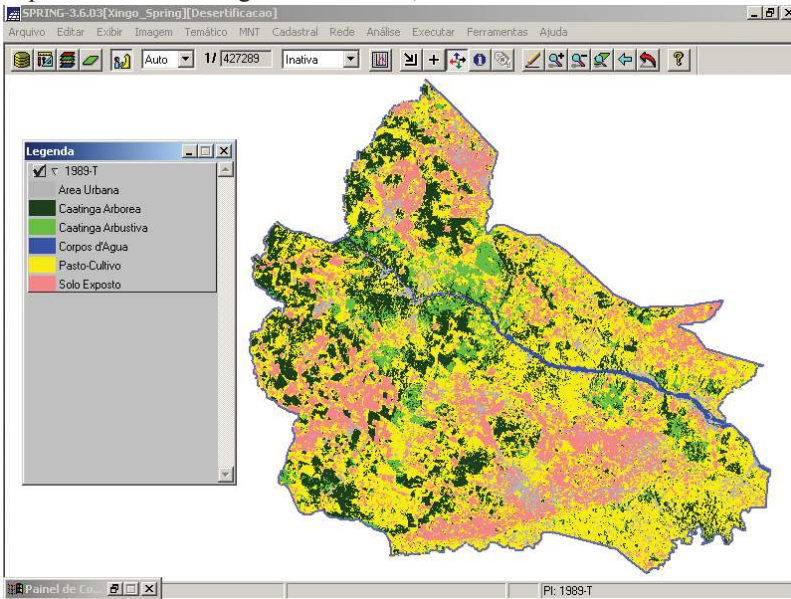 SPRING-3.6.03[Xingo_Spring][Desertificacao]
Arquivo Editar Exibir Imagem Temático MNT Cadastral Rede Análise Executar Ferramentas Ajuda
Auto 1/ 427289 Inativa
Legenda
1989-T
Area Urbana
Caatinga Arborea
Caatinga Arbustiva
Corpos d'Agua
Pasto-Cultivo
Solo Exposto
Painel de Co... PI: 1989-T